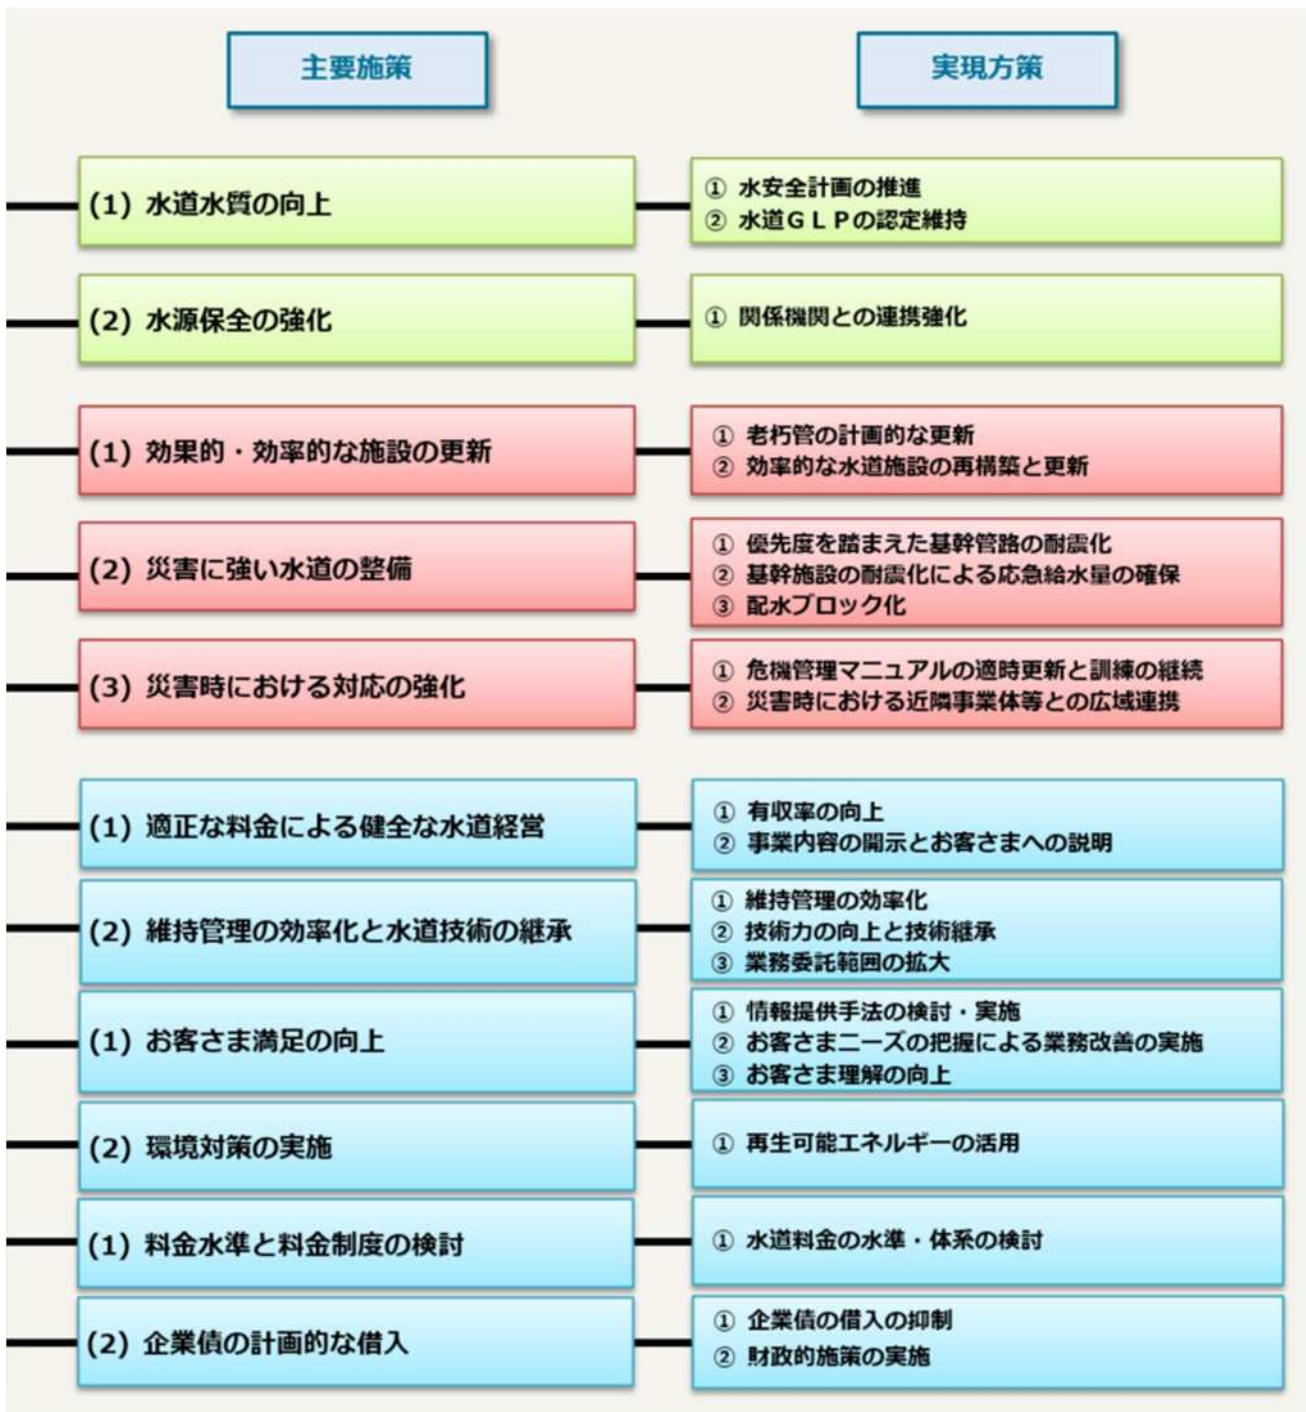 主要施策
実現方策
(1) 水道水質の向上
① 水安全計画の推進
② 水道ＧＬＰの認定維持
(2) 水源保全の強化
① 関係機関との連携強化
(1) 効果的・効率的な施設の更新
① 老朽管の計画的な更新
② 効率的な水道施設の再構築と更新
(2) 災害に強い水道の整備
① 優先度を踏まえた基幹管路の耐震化
② 基幹施設の耐震化による応急給水量の確保
③ 配水ブロック化
(3) 災害時における対応の強化
① 危機管理マニュアルの適時更新と訓練の継続
② 災害時における近隣事業体等との広域連携
(1) 適正な料金による健全な水道経営
① 有収率の向上
② 事業内容の開示とお客さまへの説明
(2) 維持管理の効率化と水道技術の継承
① 維持管理の効率化
② 技術力の向上と技術継承
③ 業務委託範囲の拡大
(1) お客さま満足の向上
① 情報提供手法の検討・実施
② お客さまニーズの把握による業務改善の実施
③ お客さま理解の向上
(2) 環境対策の実施
① 再生可能エネルギーの活用
(1) 料金水準と料金制度の検討
① 水道料金の水準・体系の検討
(2) 企業債の計画的な借入
① 企業債の借入の抑制
② 財政的施策の実施